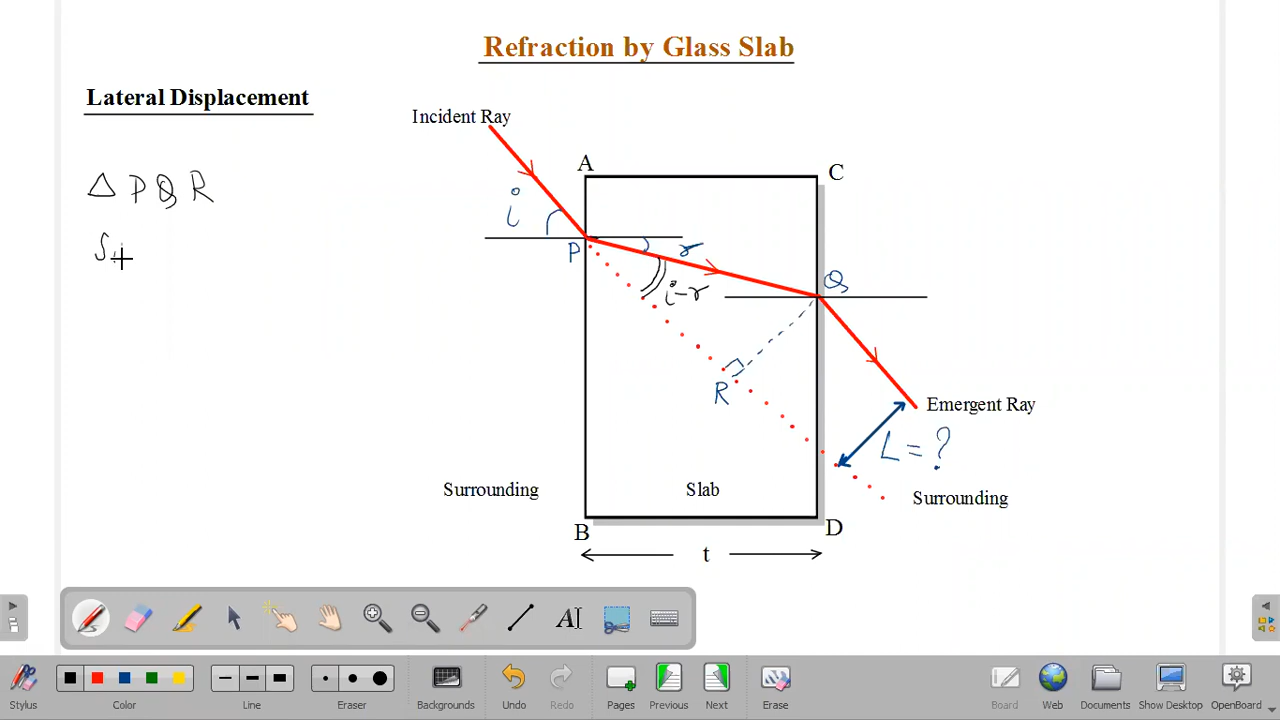 Refraction by Glass Slab
Lateral Displacement
Incident Ray
A
C
△ P Q R
i
P
r
Q
i-r
R
Emergent Ray
L = ?
Surrounding
Slab
Surrounding
B
D
t
Stylus
Color
Line
Eraser
Backgrounds
Undo
Redo
Pages
Previous
Next
Erase
Board
Web
Documents
Show Desktop
OpenBoard